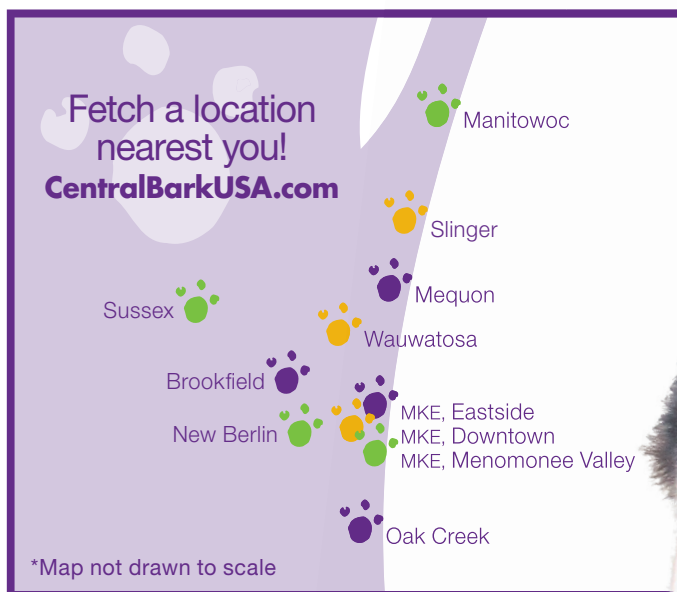 Fetch a location
nearest you!
CentralBarkUSA.com
Manitowoc
Slinger
Mequon
Sussex
Wauwatosa
Brookfield
MKE, Eastside
New Berlin
MKE, Downtown
MKE, Menomonee Valley
Oak Creek
*Map not drawn to scale